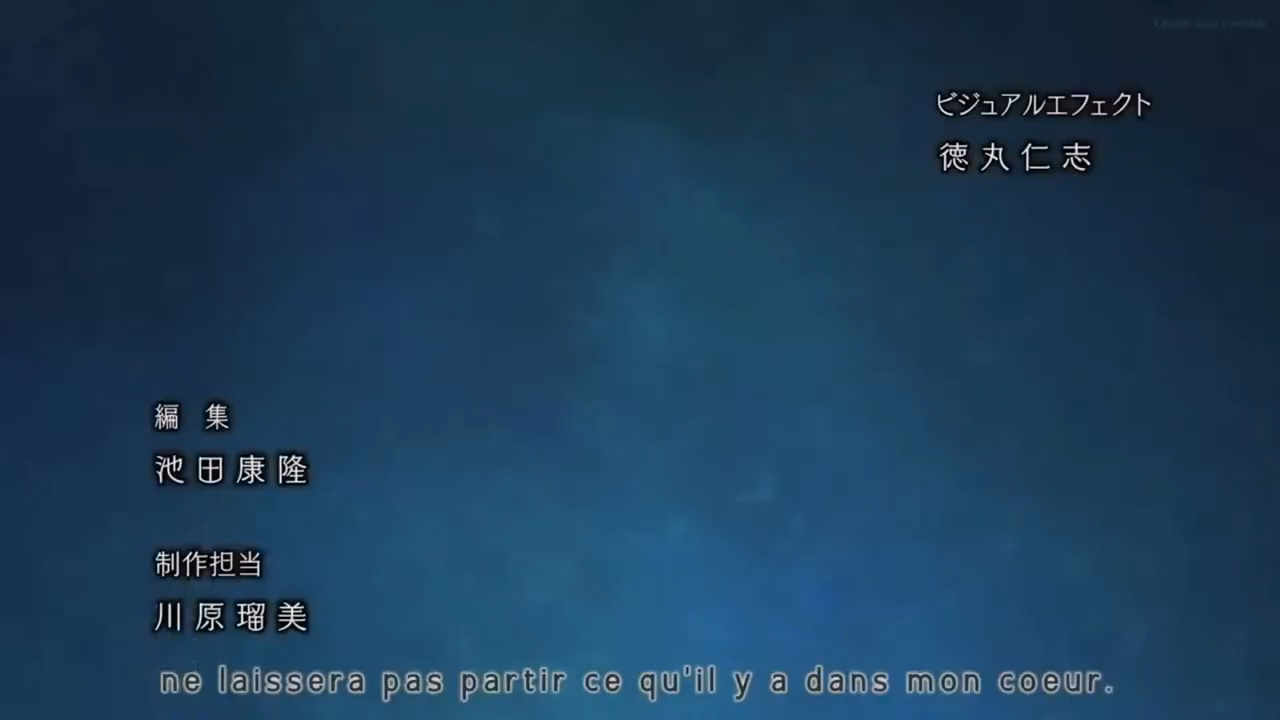 ビジュアルエフェクト
徳丸仁志
編 集
池田康隆
制作担当
川原瑠美
ne laissera pas partir ce qu'il y a dans mon coeur.